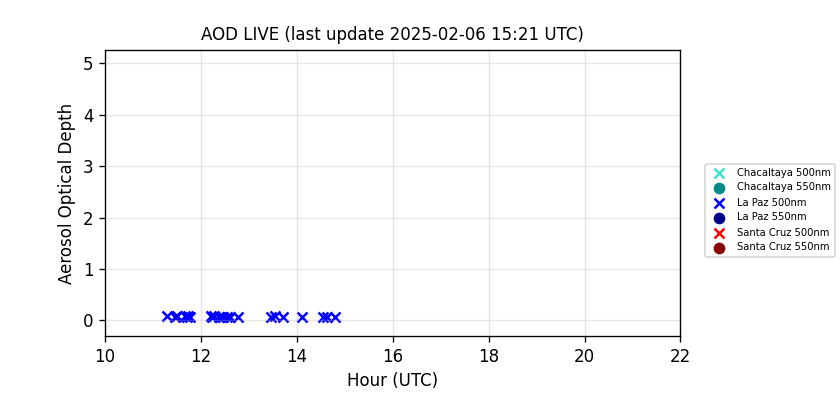 AOD LIVE (last update 2025-02-06 15:21 UTC)
Aerosol Optical Depth
5
4
3
2
1
0
10 12 14 16 18 20 22
Hour (UTC)
Chacaltaya 500nm
Chacaltaya 550nm
La Paz 500nm
La Paz 550nm
Santa Cruz 500nm
Santa Cruz 550nm